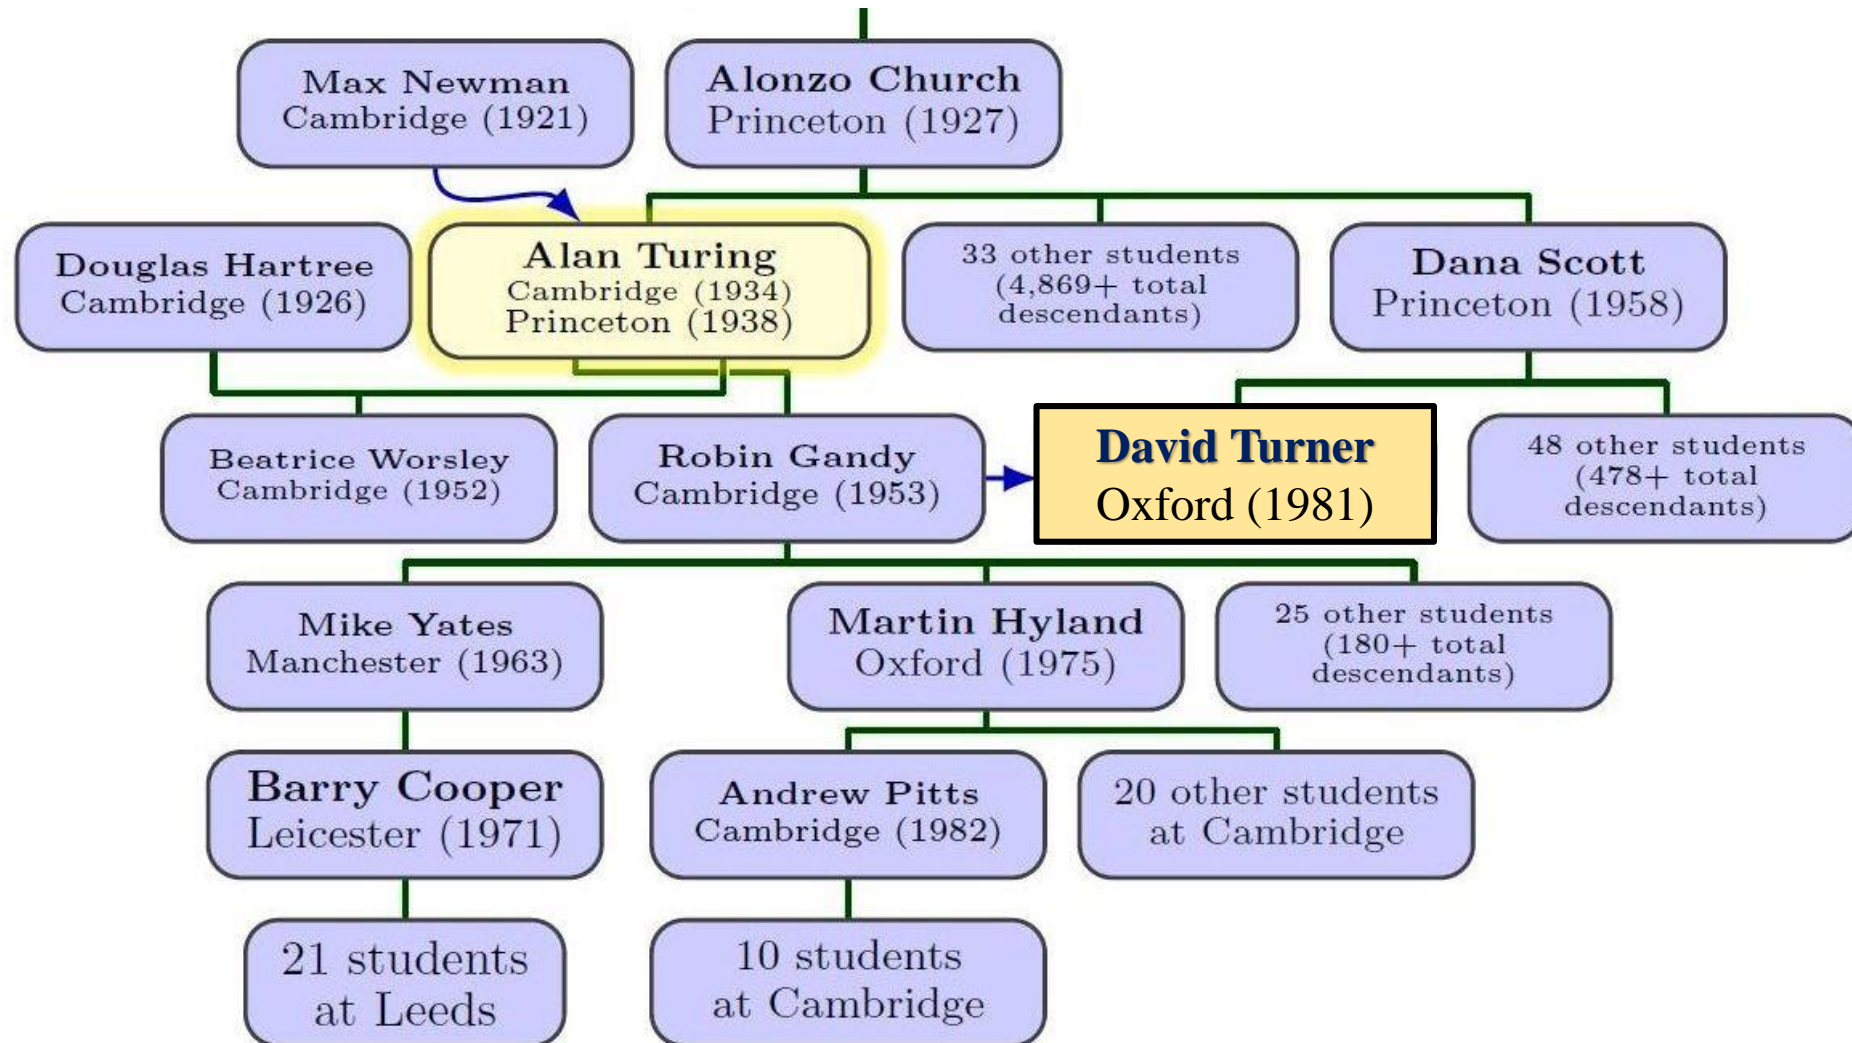 Max Newman
Cambridge (1921)
Alonzo Church
Princeton (1927)
Douglas Hartree
Cambridge (1926)
Alan Turing
Cambridge (1934)
Princeton (1938)
33 other students
(4,869+ total
descendants)
Dana Scott
Princeton (1958)
Beatrice Worsley
Cambridge (1952)
Robin Gandy
Cambridge (1953)
David Turner
Oxford (1981)
48 other students
(478+ total
descendants)
Mike Yates
Manchester (1963)
Martin Hyland
Oxford (1975)
25 other students
(180+ total
descendants)
Barry Cooper
Leicester (1971)
Andrew Pitts
Cambridge (1982)
20 other students
at Cambridge
21 students
at Leeds
10 students
at Cambridge